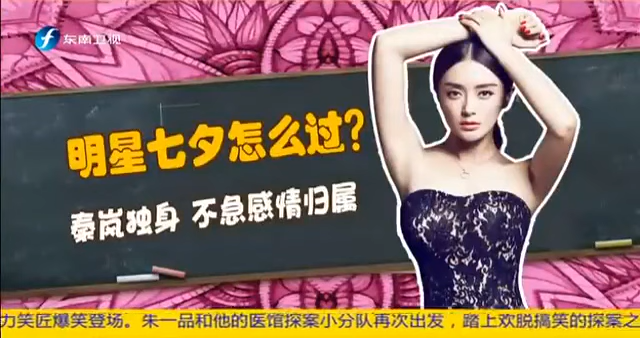 东南卫视
明星七夕怎么过?
秦岚独身 不急感情归属
力笑匠爆笑登场。朱一品和他的医馆探案小分队再次出发，踏上欢脱搞笑的探案之